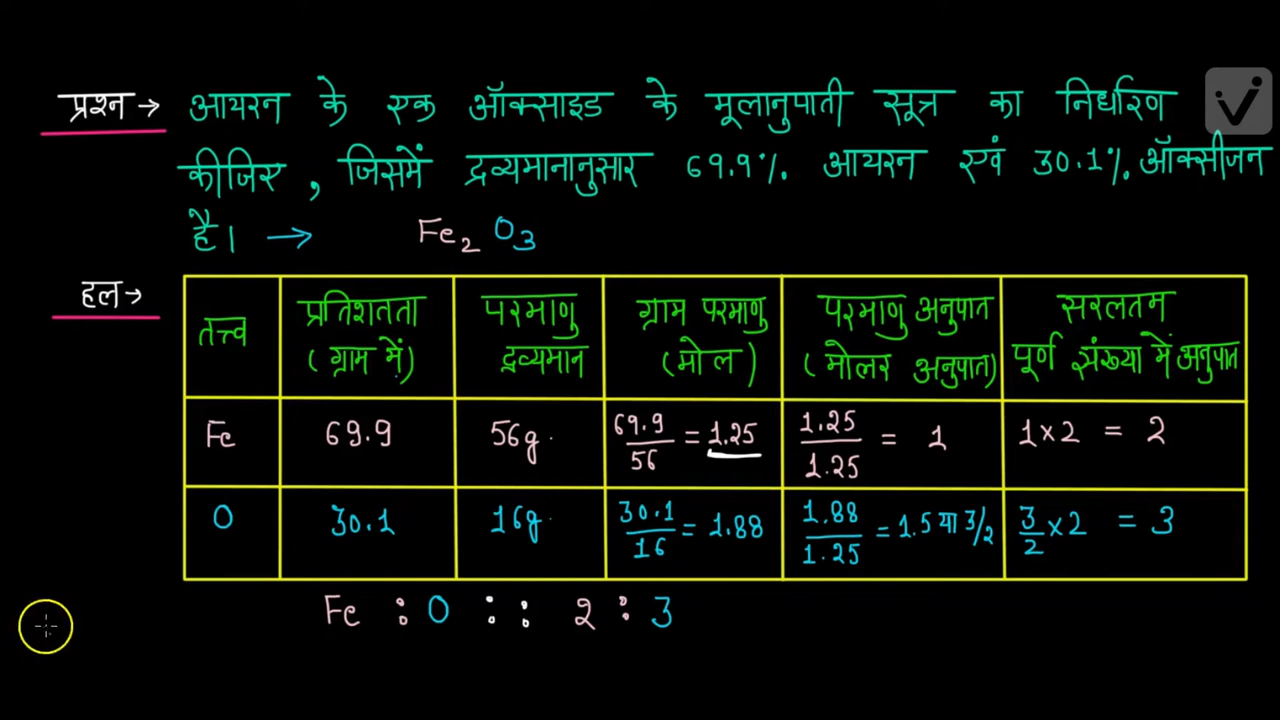 प्रश्न → आयरन के एक ऑक्साइड के मूलानुपाती सूत्र का निर्धारण
कीजिए, जिसमें द्रव्यमानानुसार 69.9% आयरन एवं 30.1% ऑक्सीजन
है। → Fe₂O₃
हल →
तत्त्व | प्रतिशतता (ग्राम में) | परमाणु द्रव्यमान | ग्राम परमाणु (मोल) | परमाणु अनुपात (मोलर अनुपात) | सरलतम पूर्ण संख्या में अनुपात
Fe | 69.9 | 56g. | 69.9/56 = 1.25 | 1.25/1.25 = 1 | 1×2 = 2
O | 30.1 | 16g. | 30.1/16 = 1.88 | 1.88/1.25 = 1.5 या 3/2 | 3/2×2 = 3
Fe : O :: 2 : 3